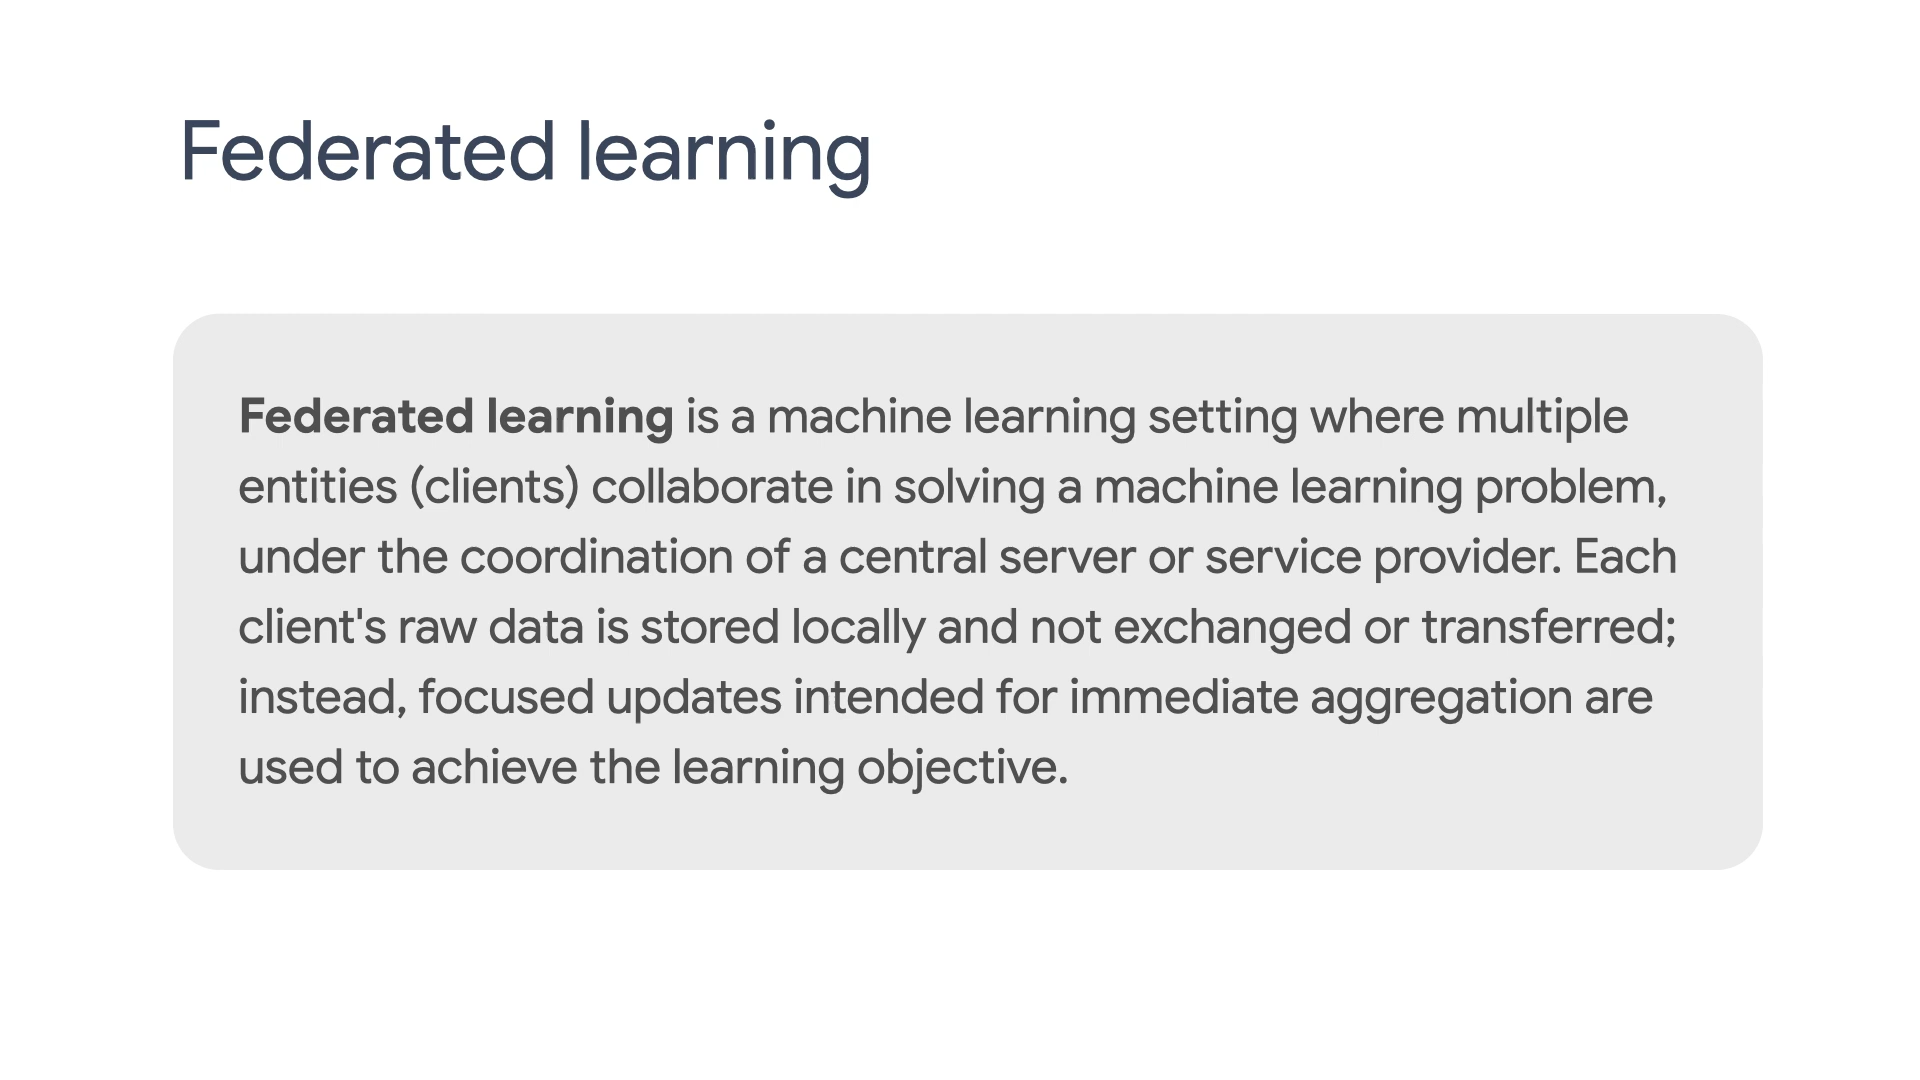 Federated learning
Federated learning is a machine learning setting where multiple
entities (clients) collaborate in solving a machine learning problem,
under the coordination of a central server or service provider. Each
client's raw data is stored locally and not exchanged or transferred;
instead, focused updates intended for immediate aggregation are
used to achieve the learning objective.